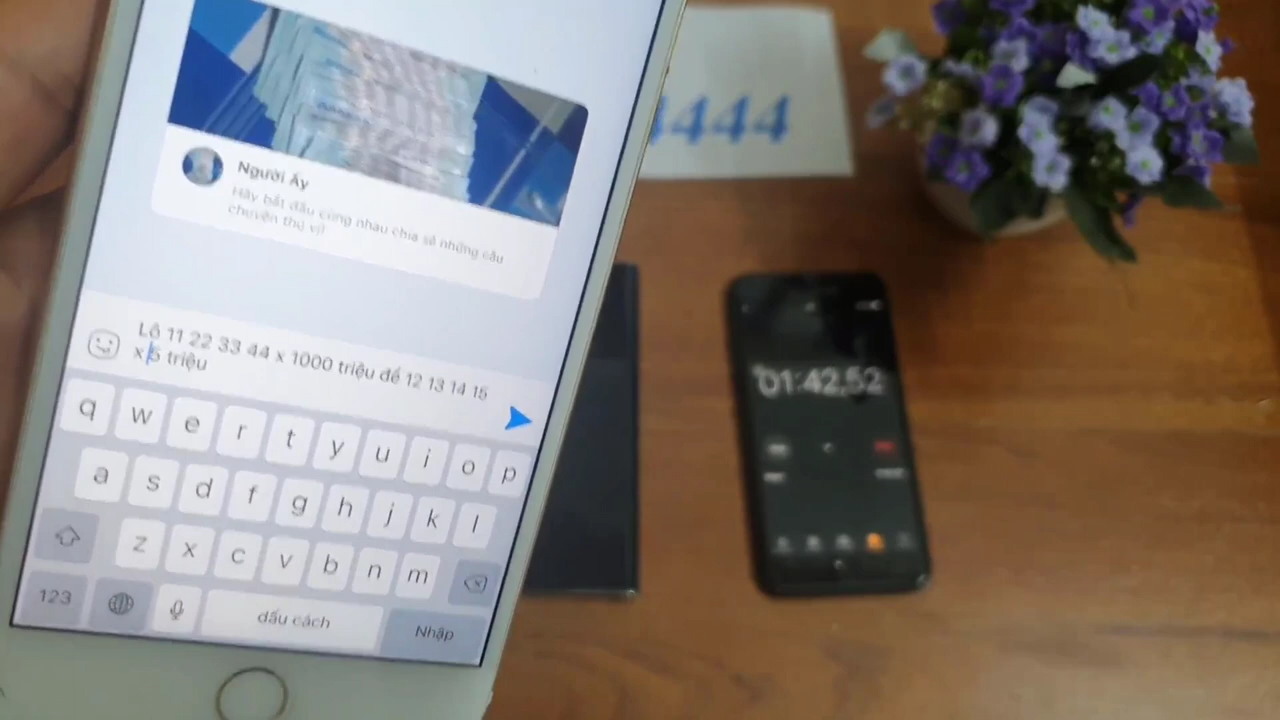 4444
Người Ấy
Hãy bắt đầu cùng nhau chia sẻ những câu
chuyện thú vị!
Lô 11 22 33 44 x 1000 triệu đề 12 13 14 15
x 5 triệu
01:42,52
q w e r t y u i o p
a s d f g h j k l
z x c v b n m
123 dấu cách Nhập